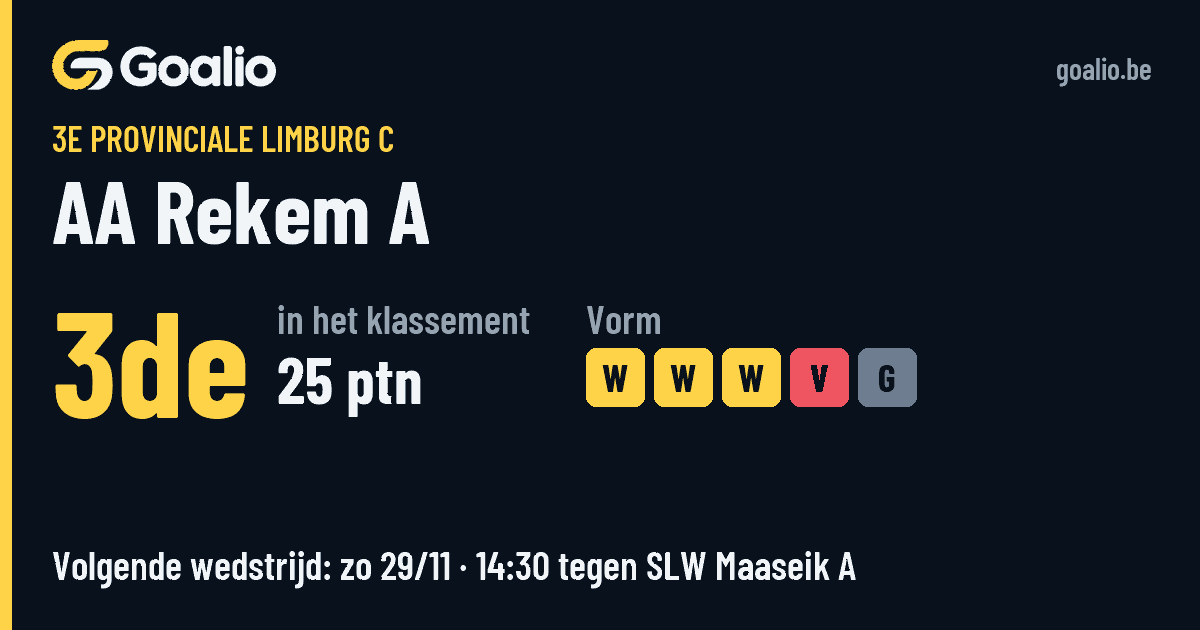 Goalio
goalio.be
3E PROVINCIALE LIMBURG C
AA Rekem A
3de
in het klassement
25 ptn
Vorm
W W W V G
Volgende wedstrijd: zo 29/11 · 14:30 tegen SLW Maaseik A